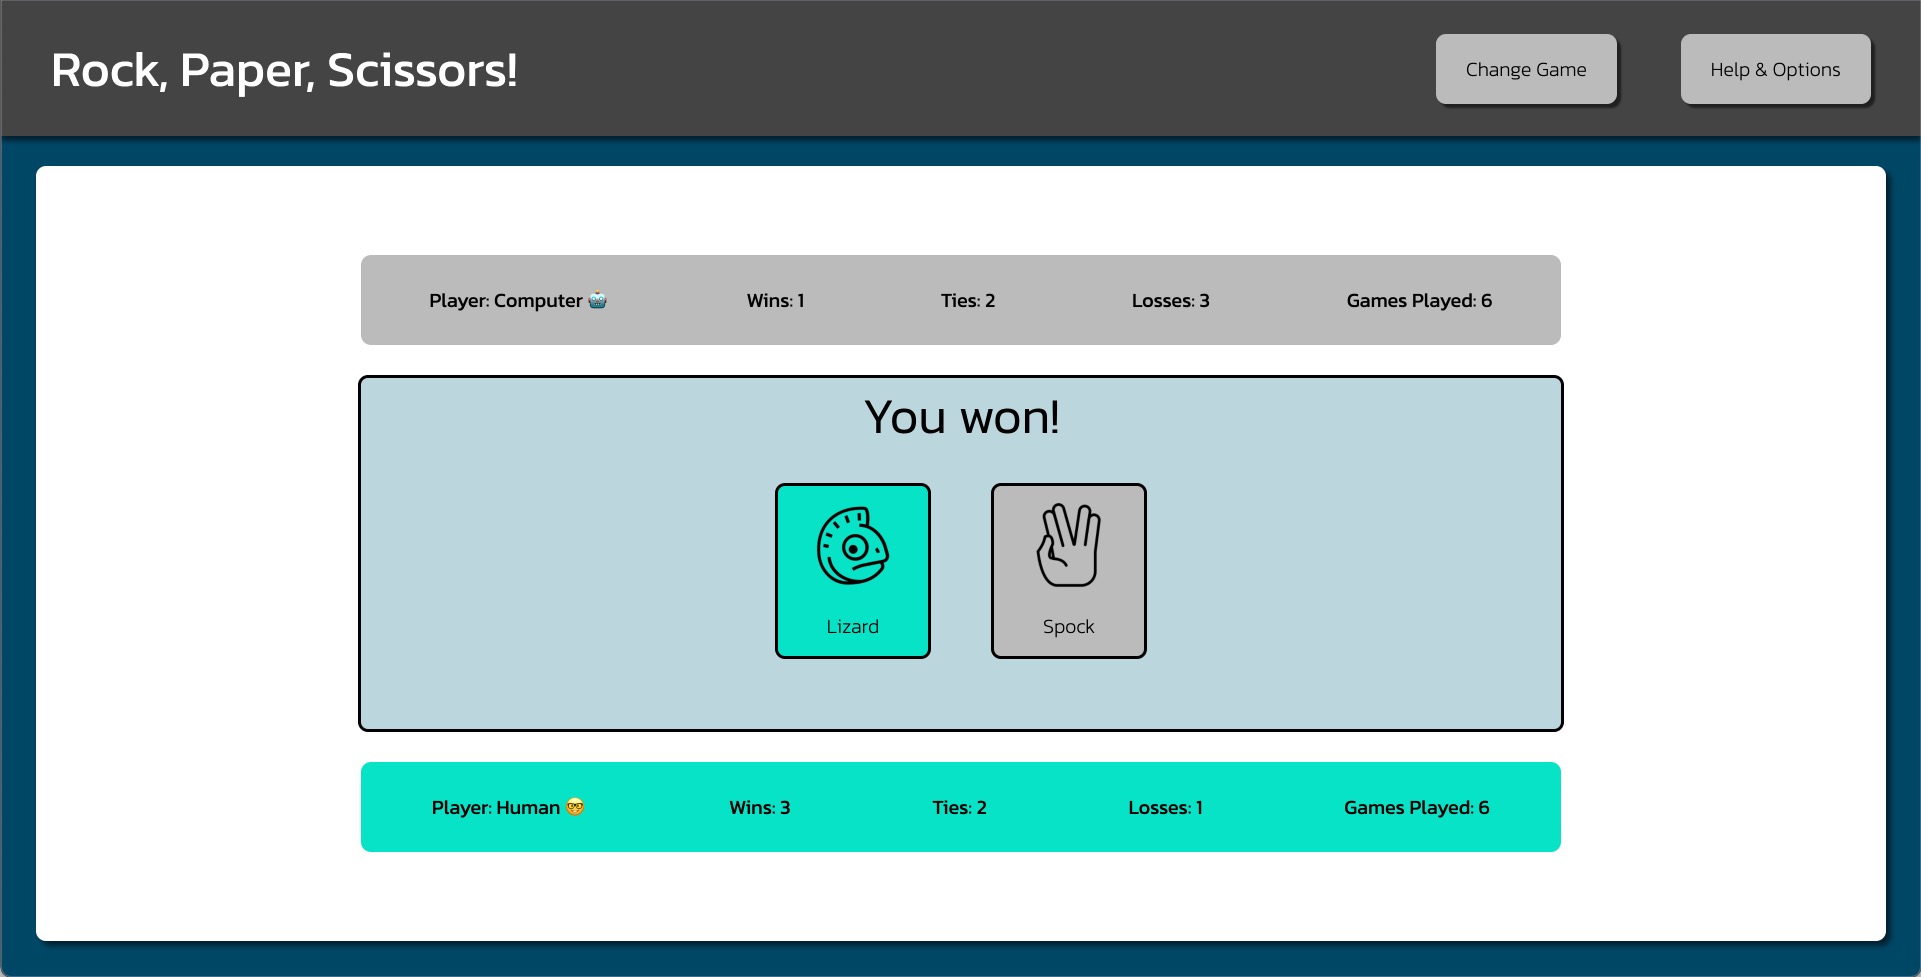 Rock, Paper, Scissors!
Change Game
Help & Options
Player: Computer 🤖 Wins: 1 Ties: 2 Losses: 3 Games Played: 6
You won!
Lizard
Spock
Player: Human 🤓 Wins: 3 Ties: 2 Losses: 1 Games Played: 6